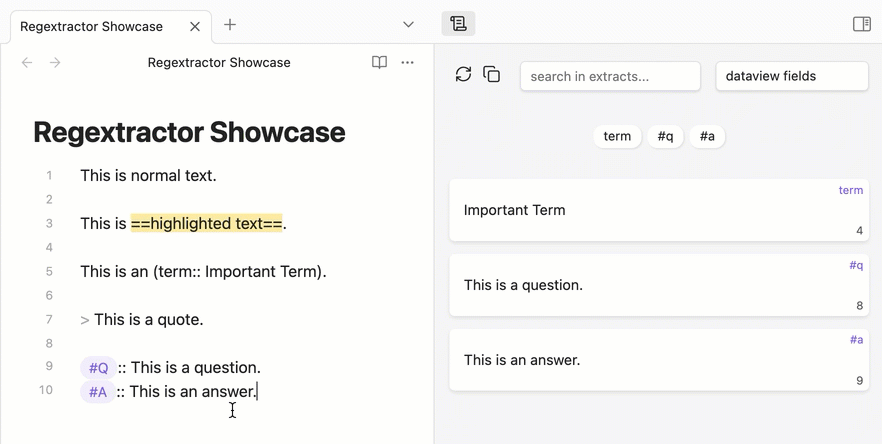 Regextractor Showcase
Regextractor Showcase
search in extracts...
dataview fields
Regextractor Showcase
term
#q
#a
1 This is normal text.
2
3 This is ==highlighted text==.
4
5 This is an (term:: Important Term).
6
7 > This is a quote.
8
9 #Q :: This is a question.
10 #A :: This is an answer.
term
Important Term
4
#q
This is a question.
8
#a
This is an answer.
9